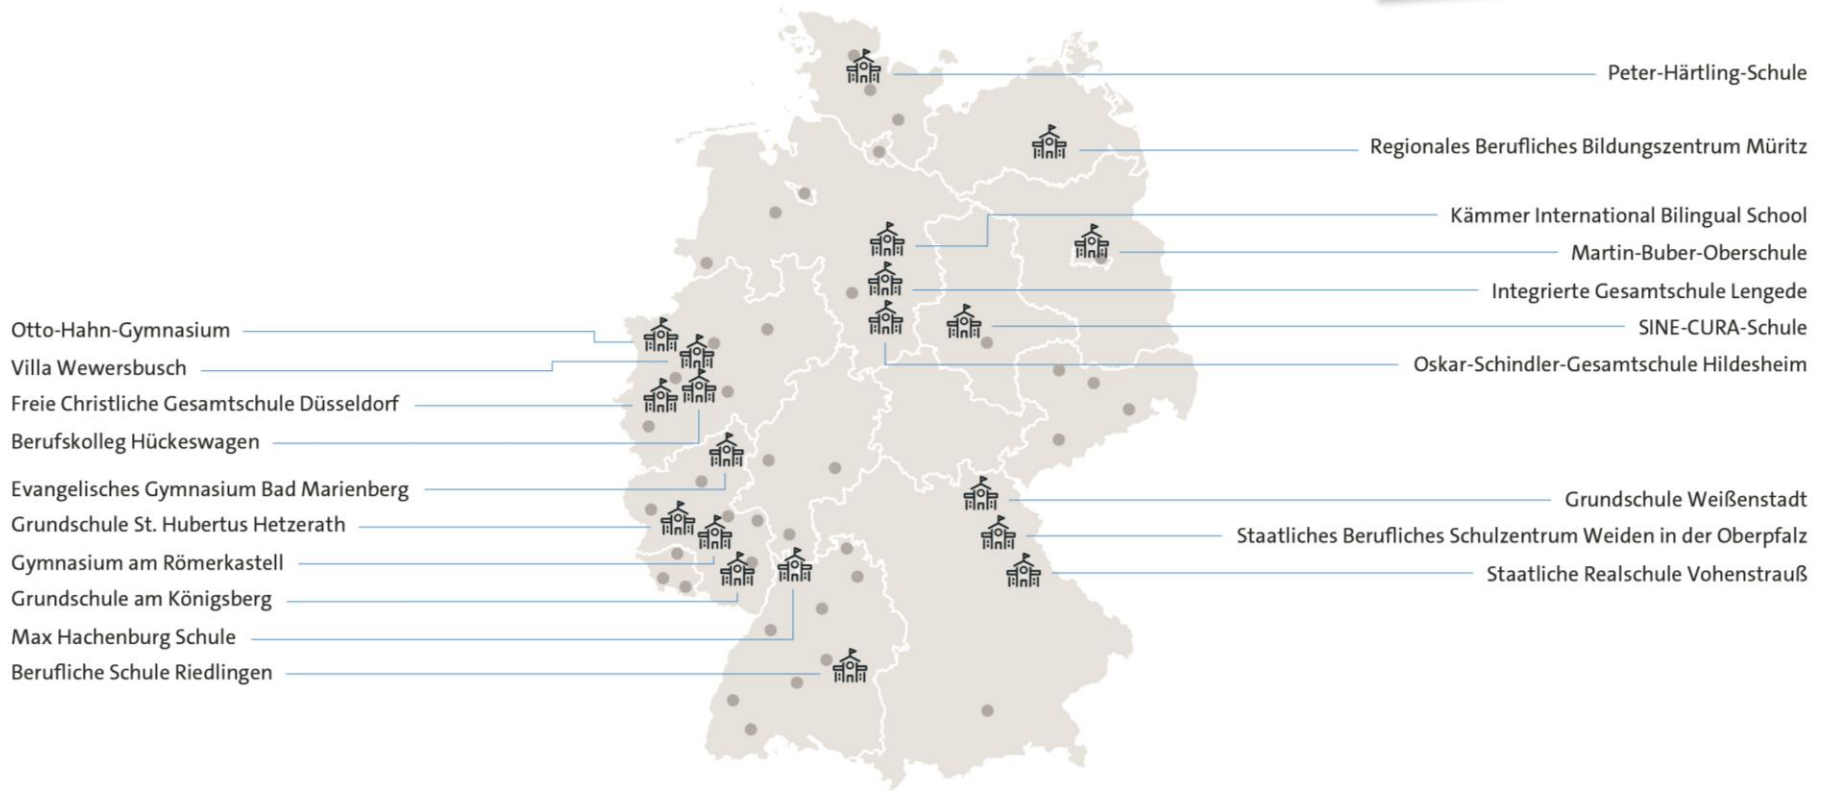 Peter-Härtling-Schule
Regionales Berufliches Bildungszentrum Müritz
Kämmer International Bilingual School
Martin-Buber-Oberschule
Integrierte Gesamtschule Lengede
SINE-CURA-Schule
Oskar-Schindler-Gesamtschule Hildesheim
Otto-Hahn-Gymnasium
Villa Wewersbusch
Freie Christliche Gesamtschule Düsseldorf
Berufskolleg Hückeswagen
Evangelisches Gymnasium Bad Marienberg
Grundschule St. Hubertus Hetzerath
Gymnasium am Römerkastell
Grundschule am Königsberg
Max Hachenburg Schule
Berufliche Schule Riedlingen
Grundschule Weißenstadt
Staatliches Berufliches Schulzentrum Weiden in der Oberpfalz
Staatliche Realschule Vohenstrauß